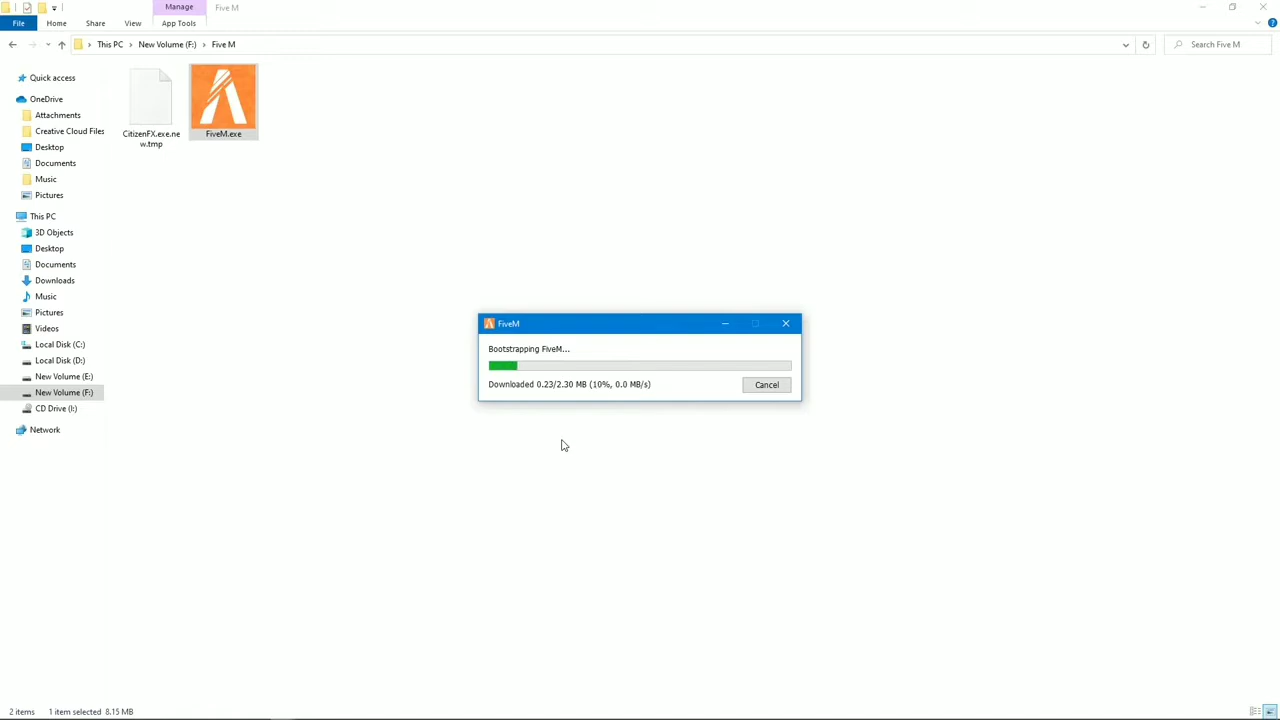 Manage
Five M
File
Home
Share
View
App Tools
This PC
New Volume (F:)
Five M
Search Five M
Quick access
OneDrive
Attachments
Creative Cloud Files
Desktop
Documents
Music
Pictures
This PC
3D Objects
Desktop
Documents
Downloads
Music
Pictures
Videos
Local Disk (C:)
Local Disk (D:)
New Volume (E:)
New Volume (F:)
CD Drive (I:)
Network
CitizenFX.exe.ne
w.tmp
FiveM.exe
FiveM
Bootstrapping FiveM...
Downloaded 0.23/2.30 MB (10%, 0.0 MB/s)
Cancel
2 items
1 item selected 8.15 MB